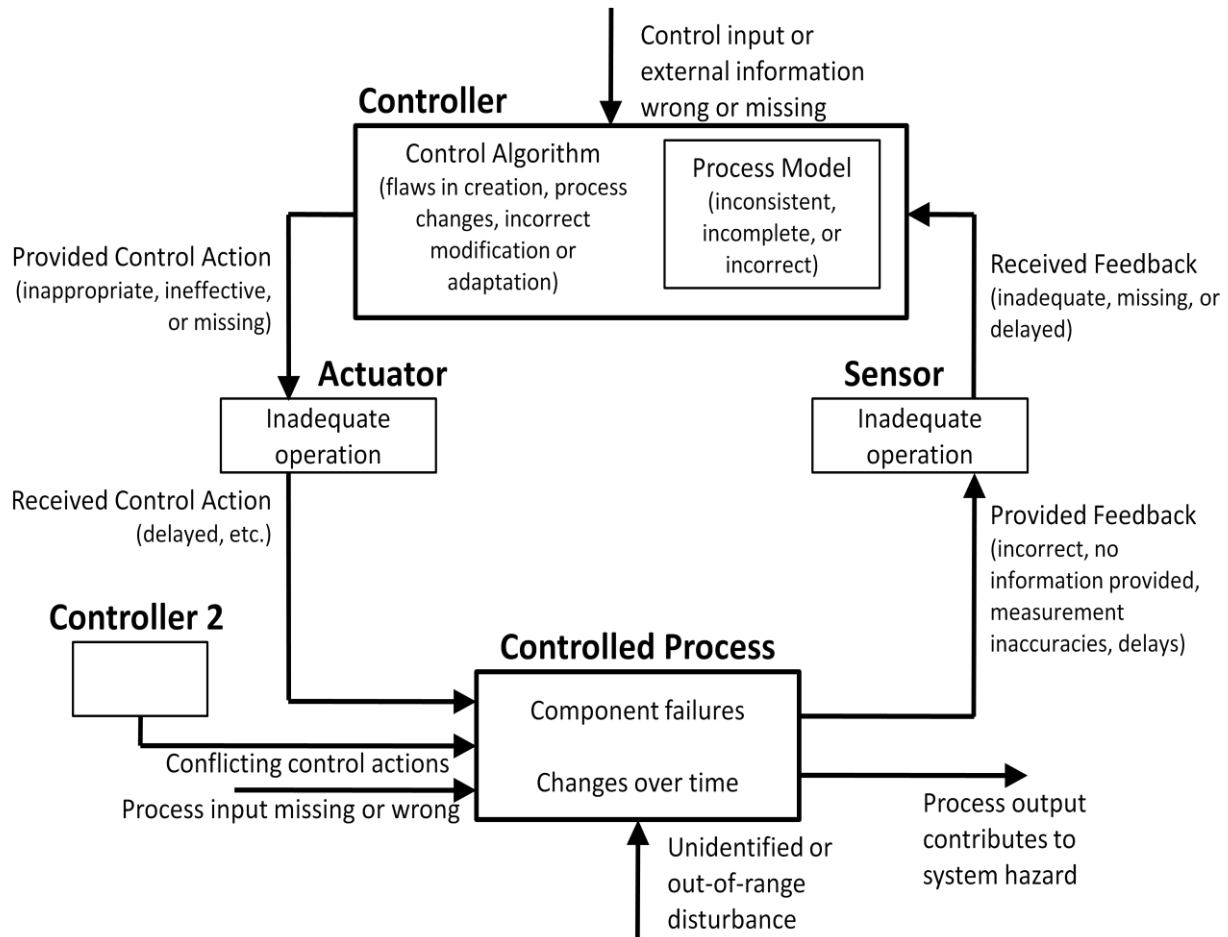 Control input or
external information
wrong or missing
Controller
Control Algorithm
(flaws in creation, process
changes, incorrect
modification or
adaptation)
Process Model
(inconsistent,
incomplete, or
incorrect)
Provided Control Action
(inappropriate, ineffective,
or missing)
Received Feedback
(inadequate, missing, or
delayed)
Actuator
Inadequate
operation
Sensor
Inadequate
operation
Received Control Action
(delayed, etc.)
Provided Feedback
(incorrect, no
information provided,
measurement
inaccuracies, delays)
Controller 2
Controlled Process
Component failures
Changes over time
Conflicting control actions
Process input missing or wrong
Process output
contributes to
system hazard
Unidentified or
out-of-range
disturbance